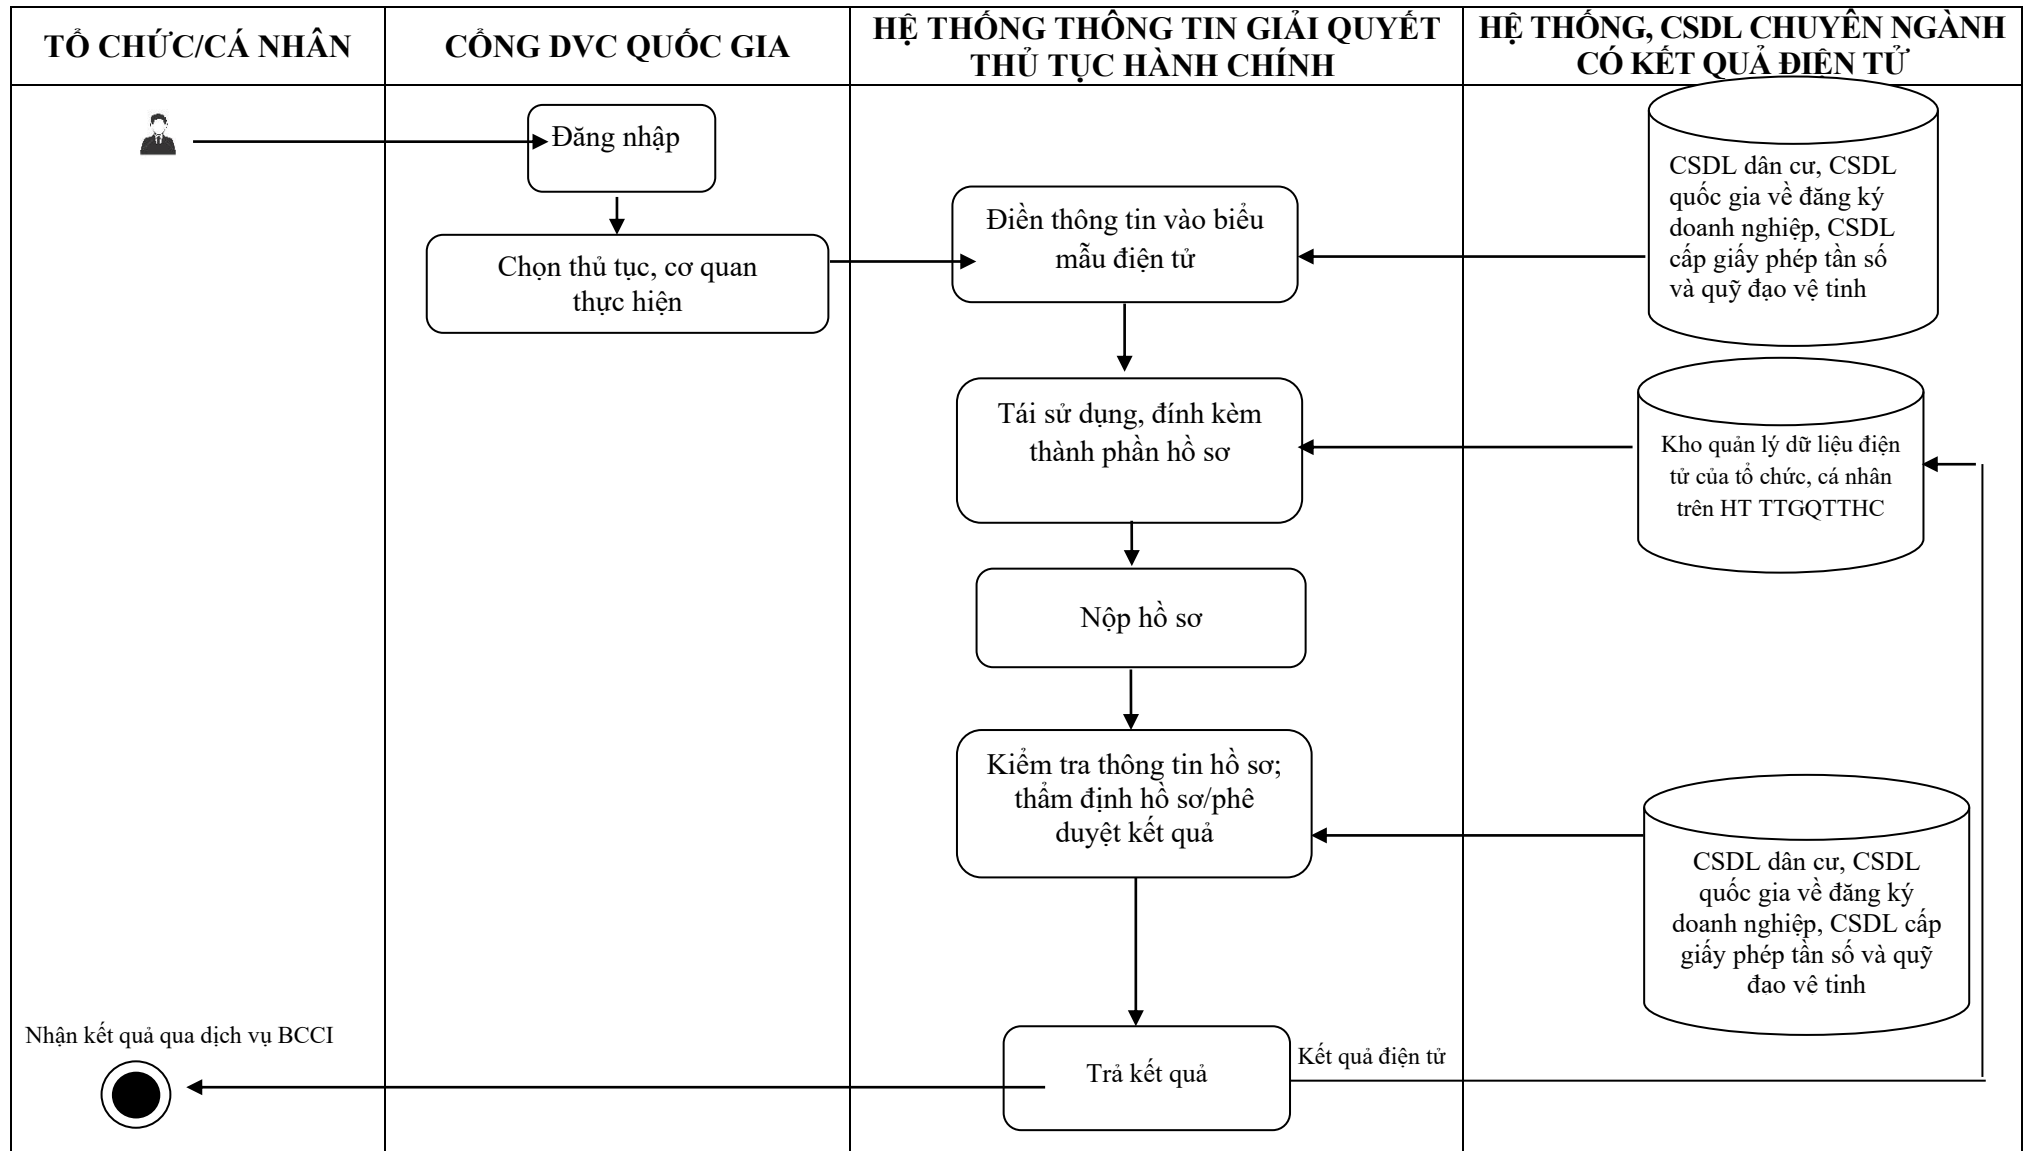 TỔ CHỨC/CÁ NHÂN
CỔNG DVC QUỐC GIA
HỆ THỐNG THÔNG TIN GIẢI QUYẾT
THỦ TỤC HÀNH CHÍNH
HỆ THỐNG, CSDL CHUYÊN NGÀNH
CÓ KẾT QUẢ ĐIỆN TỬ
Đăng nhập
Chọn thủ tục, cơ quan
thực hiện
Điền thông tin vào biểu
mẫu điện tử
CSDL dân cư, CSDL
quốc gia về đăng ký
doanh nghiệp, CSDL
cấp giấy phép tần số
và quỹ đạo vệ tinh
Tái sử dụng, đính kèm
thành phần hồ sơ
Kho quản lý dữ liệu điện
tử của tổ chức, cá nhân
trên HT TTGQTTHC
Nộp hồ sơ
Kiểm tra thông tin hồ sơ;
thẩm định hồ sơ/phê
duyệt kết quả
CSDL dân cư, CSDL
quốc gia về đăng ký
doanh nghiệp, CSDL cấp
giấy phép tần số và quỹ
đao vê tinh
Nhận kết quả qua dịch vụ BCCI
Trả kết quả
Kết quả điện tử